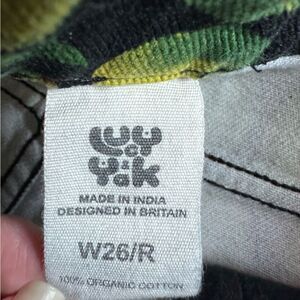 LUCY
& YAK
MADE IN INDIA
DESIGNED IN BRITAIN
W26/R
100% ORGANIC COTTON